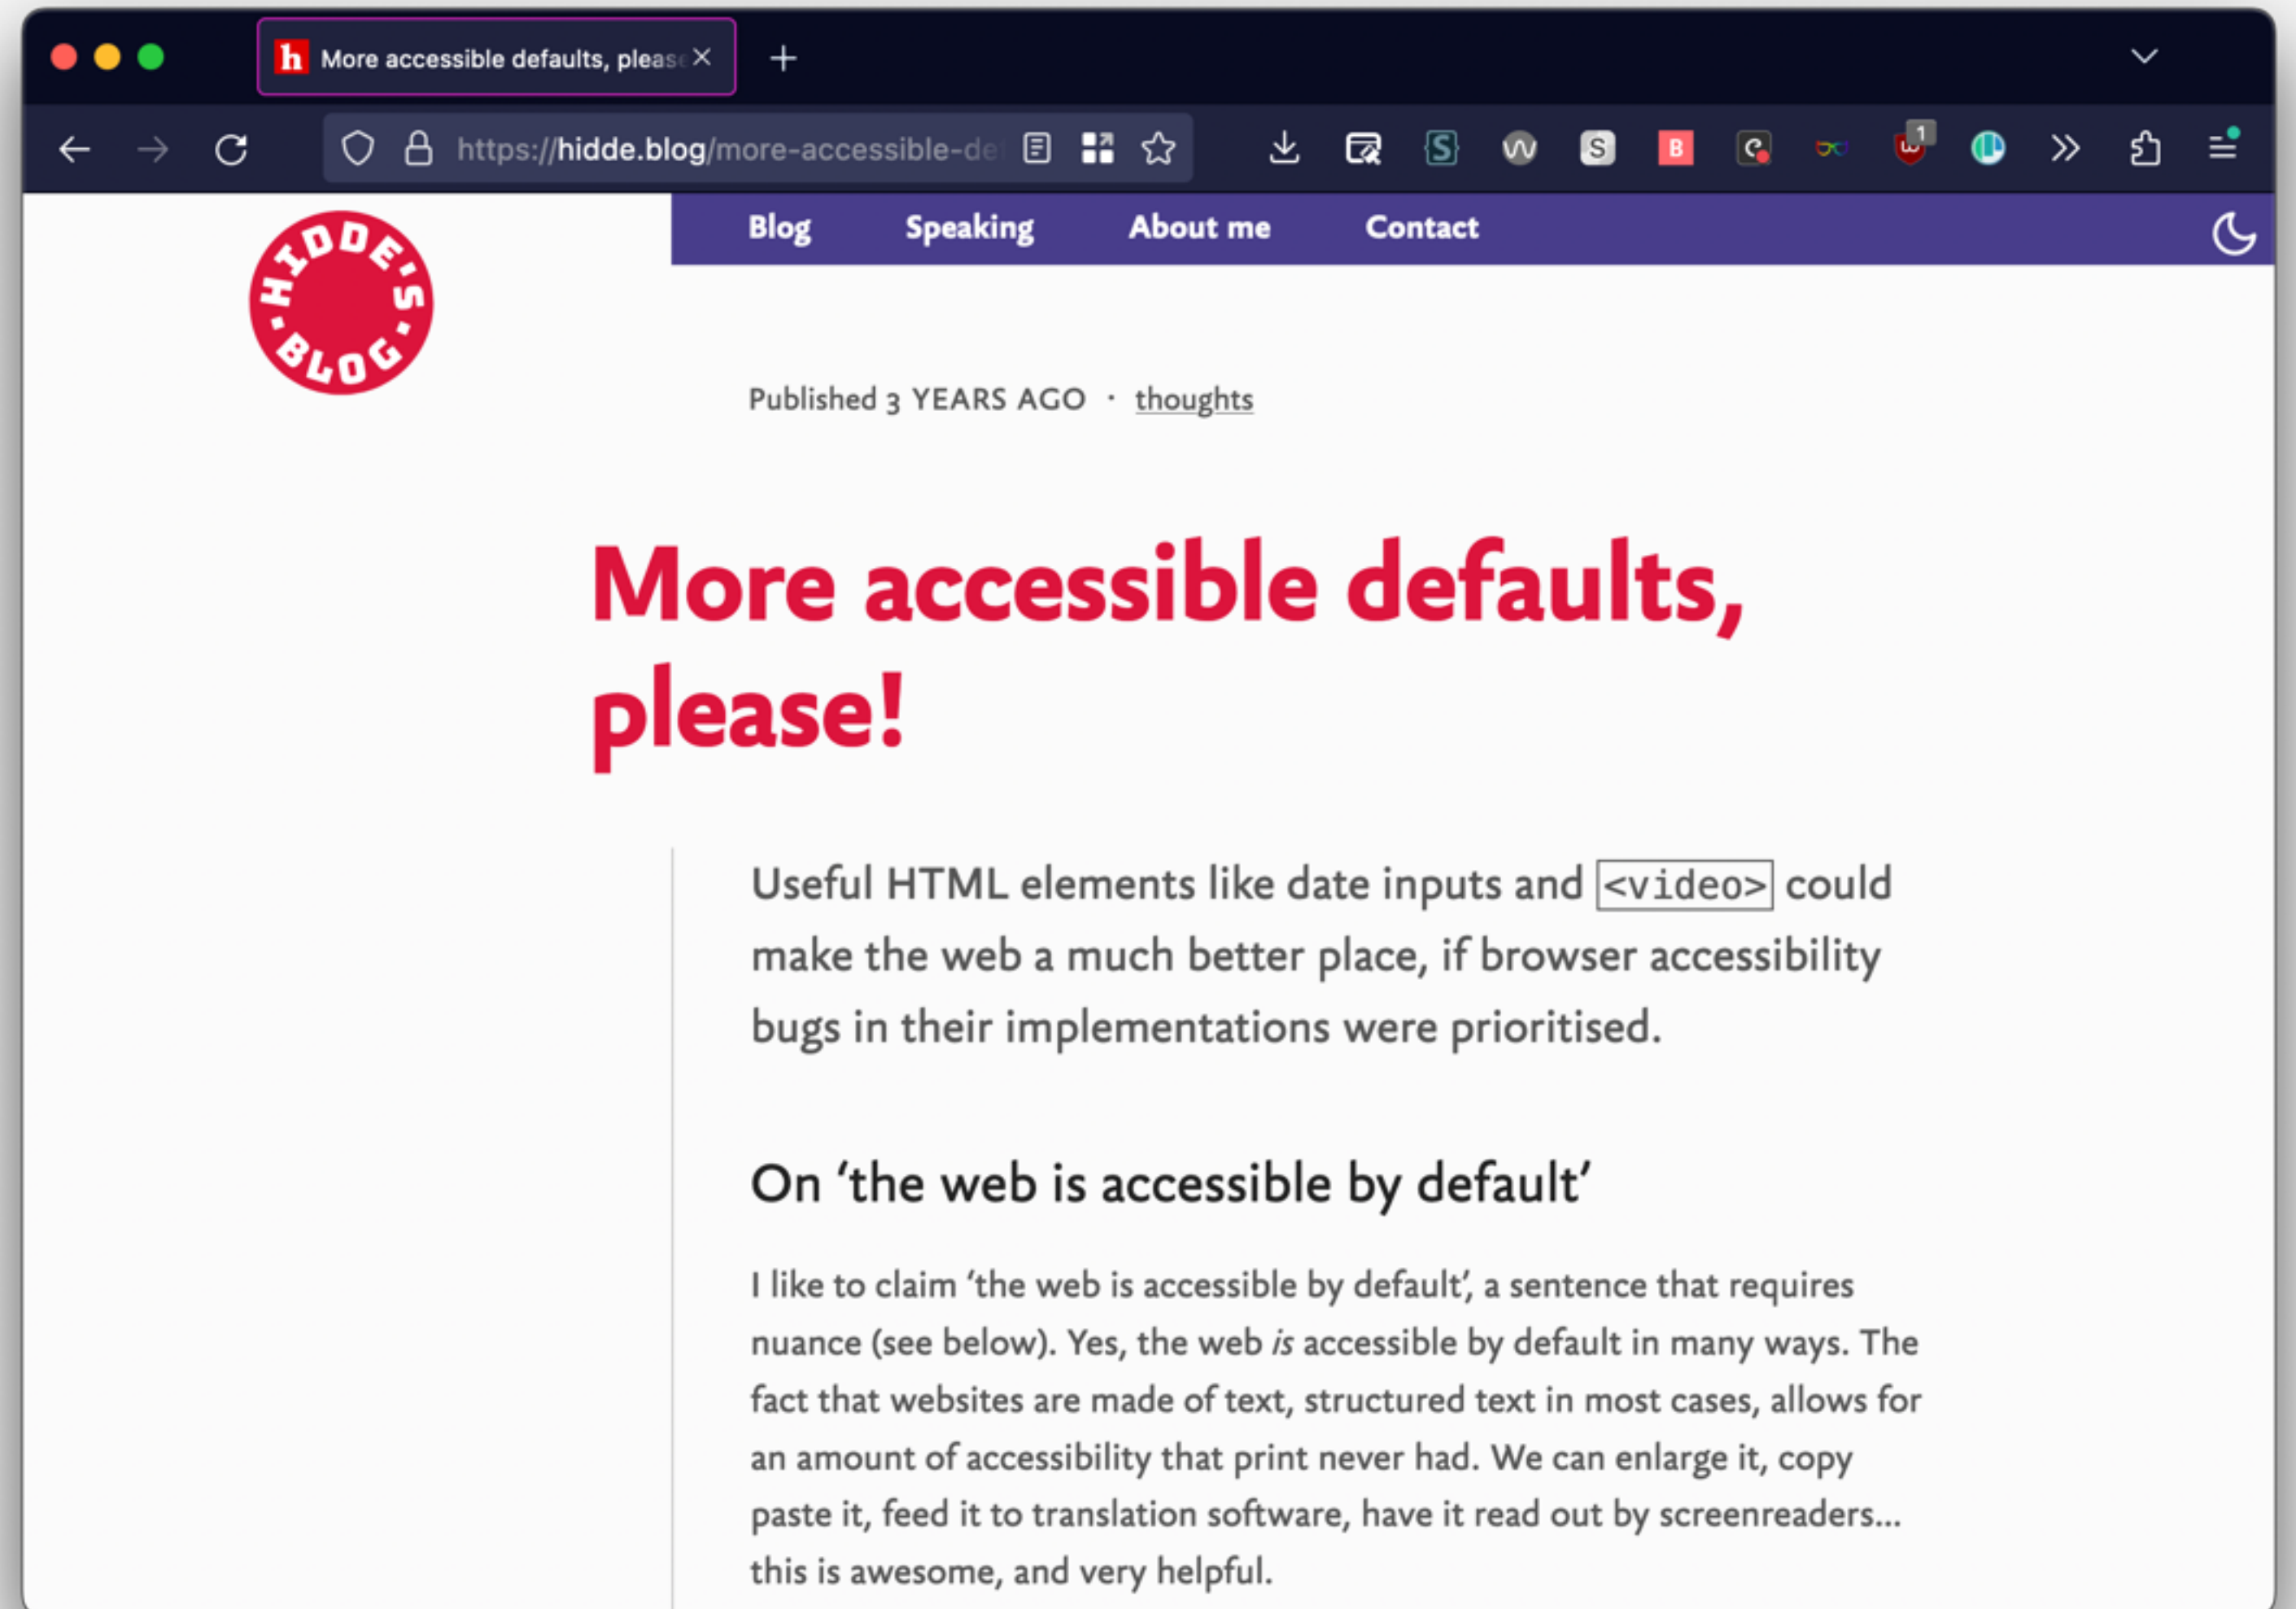 h More accessible defaults, please
https://hidde.blog/more-accessible-de
S S B 1
HIDDE'S BLOG
Blog Speaking About me Contact
Published 3 YEARS AGO · thoughts
More accessible defaults,
please!
Useful HTML elements like date inputs and <video> could
make the web a much better place, if browser accessibility
bugs in their implementations were prioritised.
On ‘the web is accessible by default’
I like to claim ‘the web is accessible by default’, a sentence that requires
nuance (see below). Yes, the web is accessible by default in many ways. The
fact that websites are made of text, structured text in most cases, allows for
an amount of accessibility that print never had. We can enlarge it, copy
paste it, feed it to translation software, have it read out by screenreaders…
this is awesome, and very helpful.